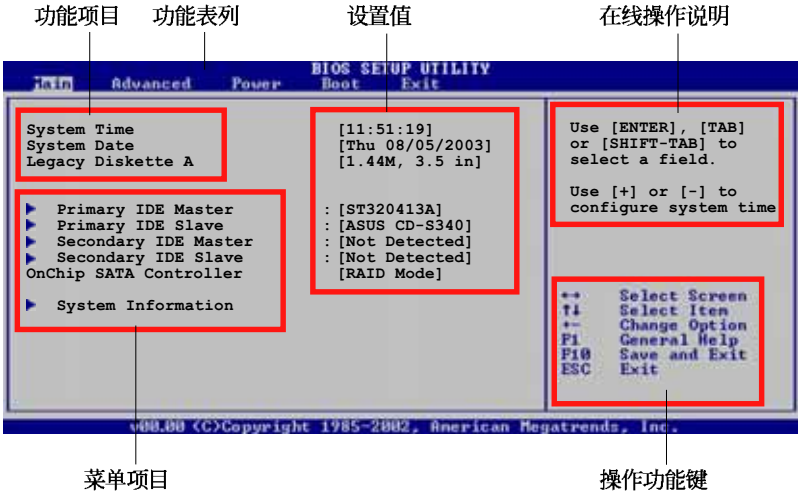 功能项目 功能表列 设置值 在线操作说明
BIOS SETUP UTILITY
Main Advanced Power Boot Exit
System Time [11:51:19]
System Date [Thu 08/05/2003]
Legacy Diskette A [1.44M, 3.5 in]
Primary IDE Master : [ST320413A]
Primary IDE Slave : [ASUS CD-S340]
Secondary IDE Master : [Not Detected]
Secondary IDE Slave : [Not Detected]
OnChip SATA Controller [RAID Mode]
System Information
Use [ENTER], [TAB]
or [SHIFT-TAB] to
select a field.
Use [+] or [-] to
configure system time
↔ Select Screen
↑↓ Select Item
+- Change Option
F1 General Help
F10 Save and Exit
ESC Exit
v00.00 (C)Copyright 1985-2002, American Megatrends, Inc.
菜单项目 操作功能键